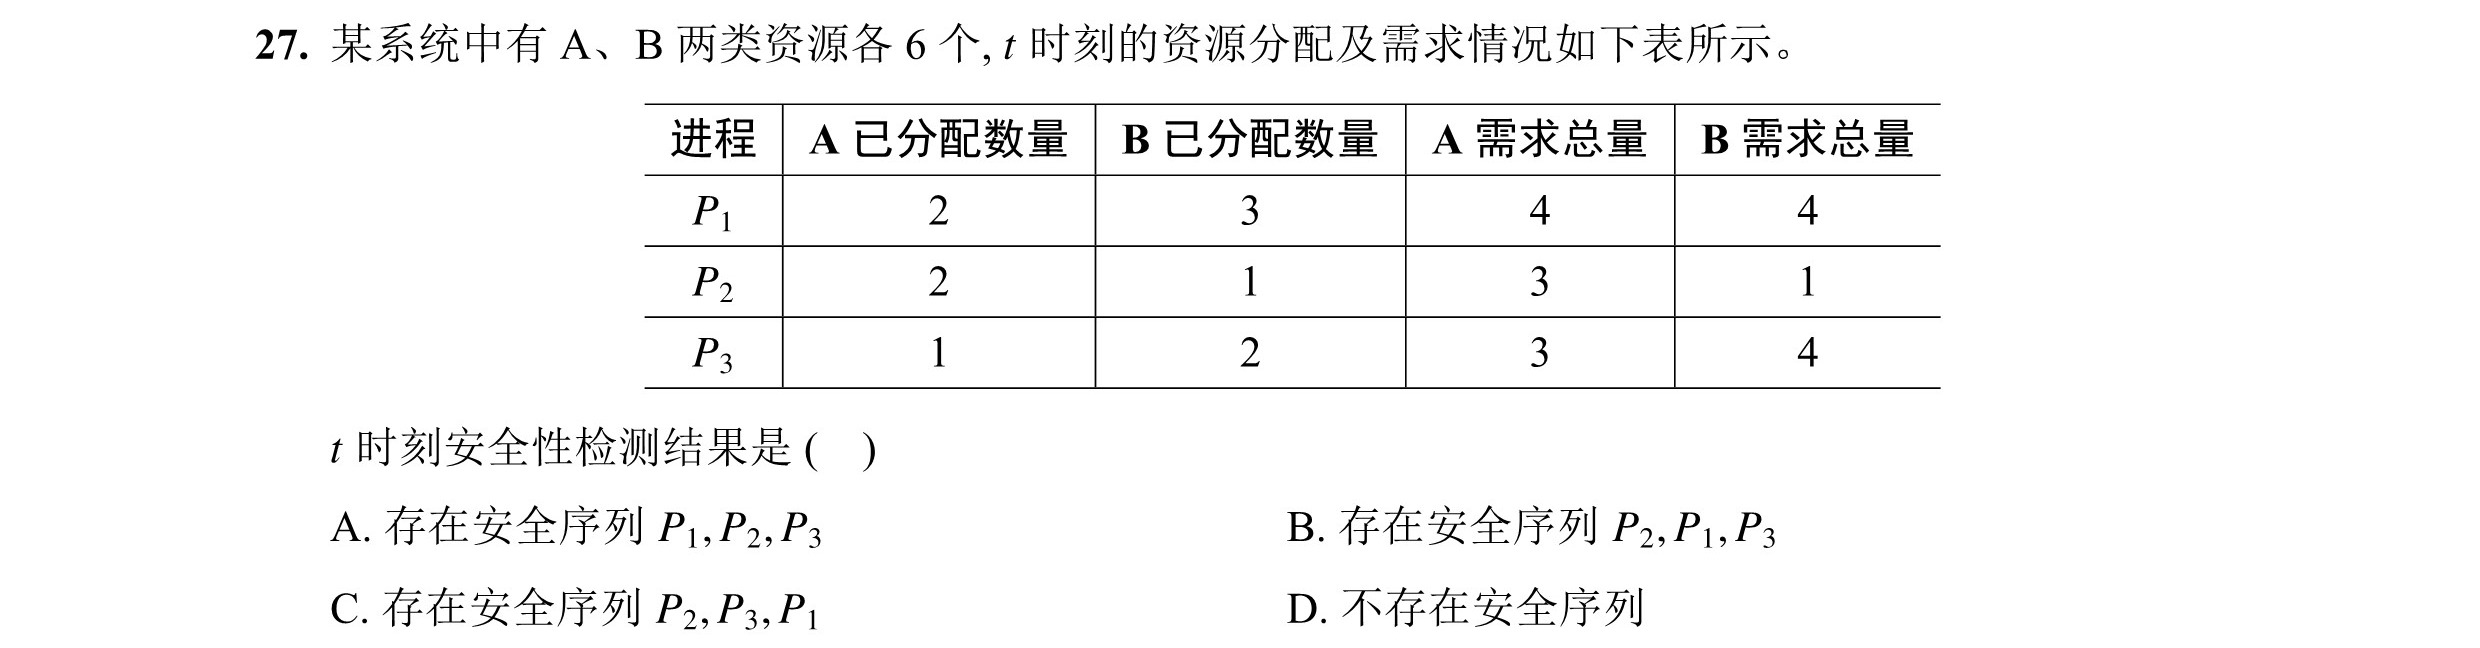 27. 某系统中有 A、B 两类资源各 6 个, t 时刻的资源分配及需求情况如下表所示。
进程 A 已分配数量 B 已分配数量 A 需求总量 B 需求总量
P1 2 3 4 4
P2 2 1 3 1
P3 1 2 3 4
t 时刻安全性检测结果是 (    )
A. 存在安全序列 P1, P2, P3 B. 存在安全序列 P2, P1, P3
C. 存在安全序列 P2, P3, P1 D. 不存在安全序列